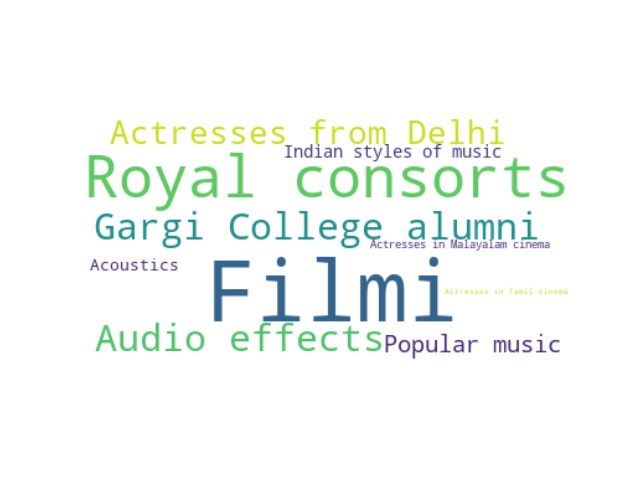 Actresses from Delhi
Indian styles of music
Royal consorts
Gargi College alumni
Actresses in Malayalam cinema
Acoustics
Filmi
Actresses in Tamil cinema
Audio effects
Popular music